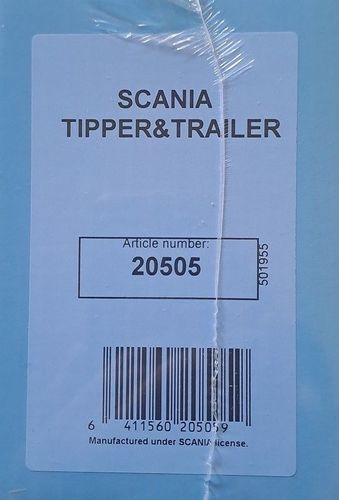 SCANIA
TIPPER&TRAILER
Article number:
20505
501955
6 411560 205059
Manufactured under SCANIA license.